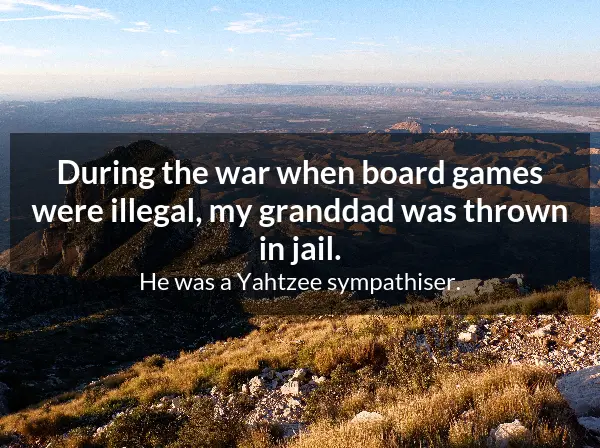 During the war when board games
were illegal, my granddad was thrown
in jail.
He was a Yahtzee sympathiser.